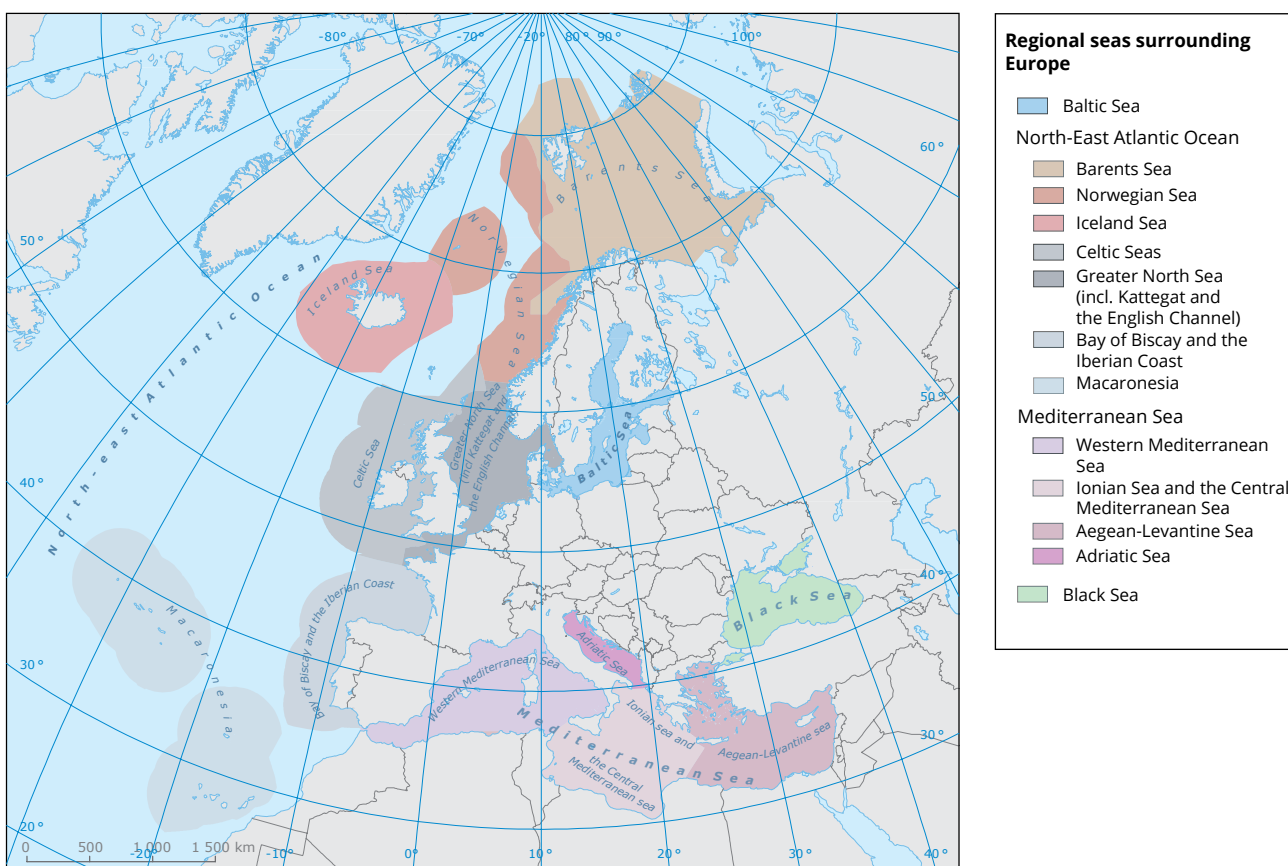 -80°
-70°
-20°
80°
90°
100°
60°
50°
50°
40°
40°
30°
30°
20°
-20°
-10°
0°
10°
20°
30°
40°
0 500 1 000 1 500 km
North-east Atlantic Ocean
Barents Sea
Norwegian Sea
Iceland Sea
Celtic Sea
Greater North Sea
(incl Kattegat and
the English Channel)
Baltic Sea
Bay of Biscay and the Iberian Coast
Macaronesia
Black Sea
Adriatic Sea
Western Mediterranean Sea
Mediterranean Sea
Ionian sea and
the Central
Mediterranean sea
Aegean-Levantine sea
Regional seas surrounding
Europe
Baltic Sea
North-East Atlantic Ocean
Barents Sea
Norwegian Sea
Iceland Sea
Celtic Seas
Greater North Sea
(incl. Kattegat and
the English Channel)
Bay of Biscay and the
Iberian Coast
Macaronesia
Mediterranean Sea
Western Mediterranean
Sea
Ionian Sea and the Central
Mediterranean Sea
Aegean-Levantine Sea
Adriatic Sea
Black Sea